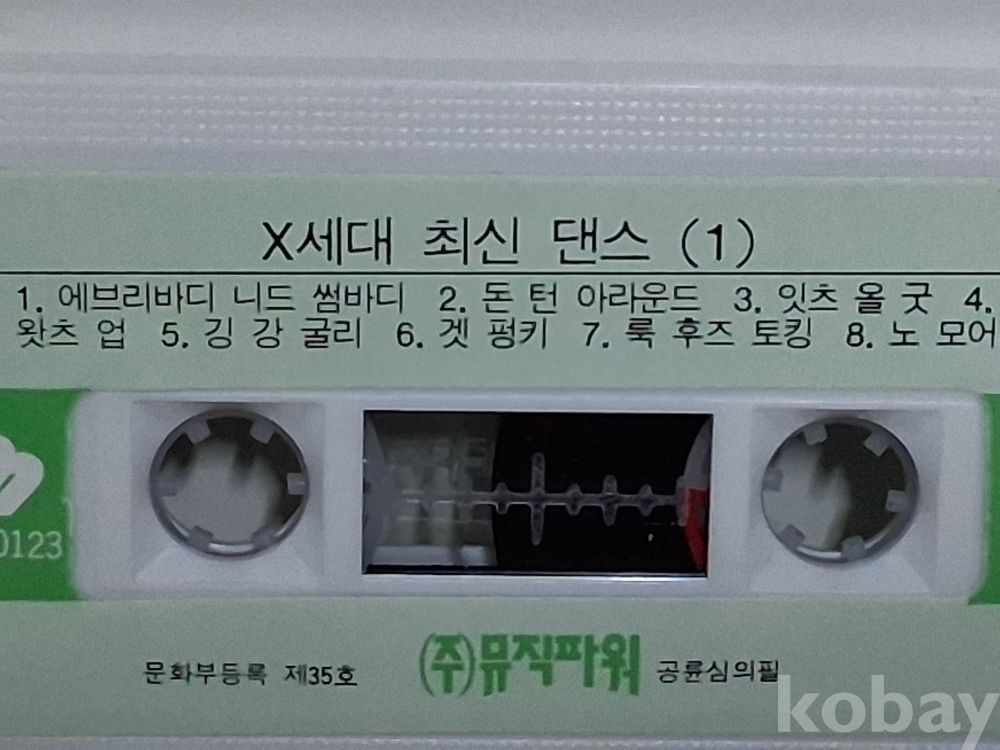 X세대 최신 댄스 (1)
1. 에브리바디 니드 썸바디 2. 돈 턴 아라운드 3. 잇츠 올 굿 4.
왓츠 업 5. 깅 강 굴리 6. 겟 펑키 7. 룩 후즈 토킹 8. 노 모어
0123
문화부등록 제35호 (주)뮤직파워 공륜심의필
kobay